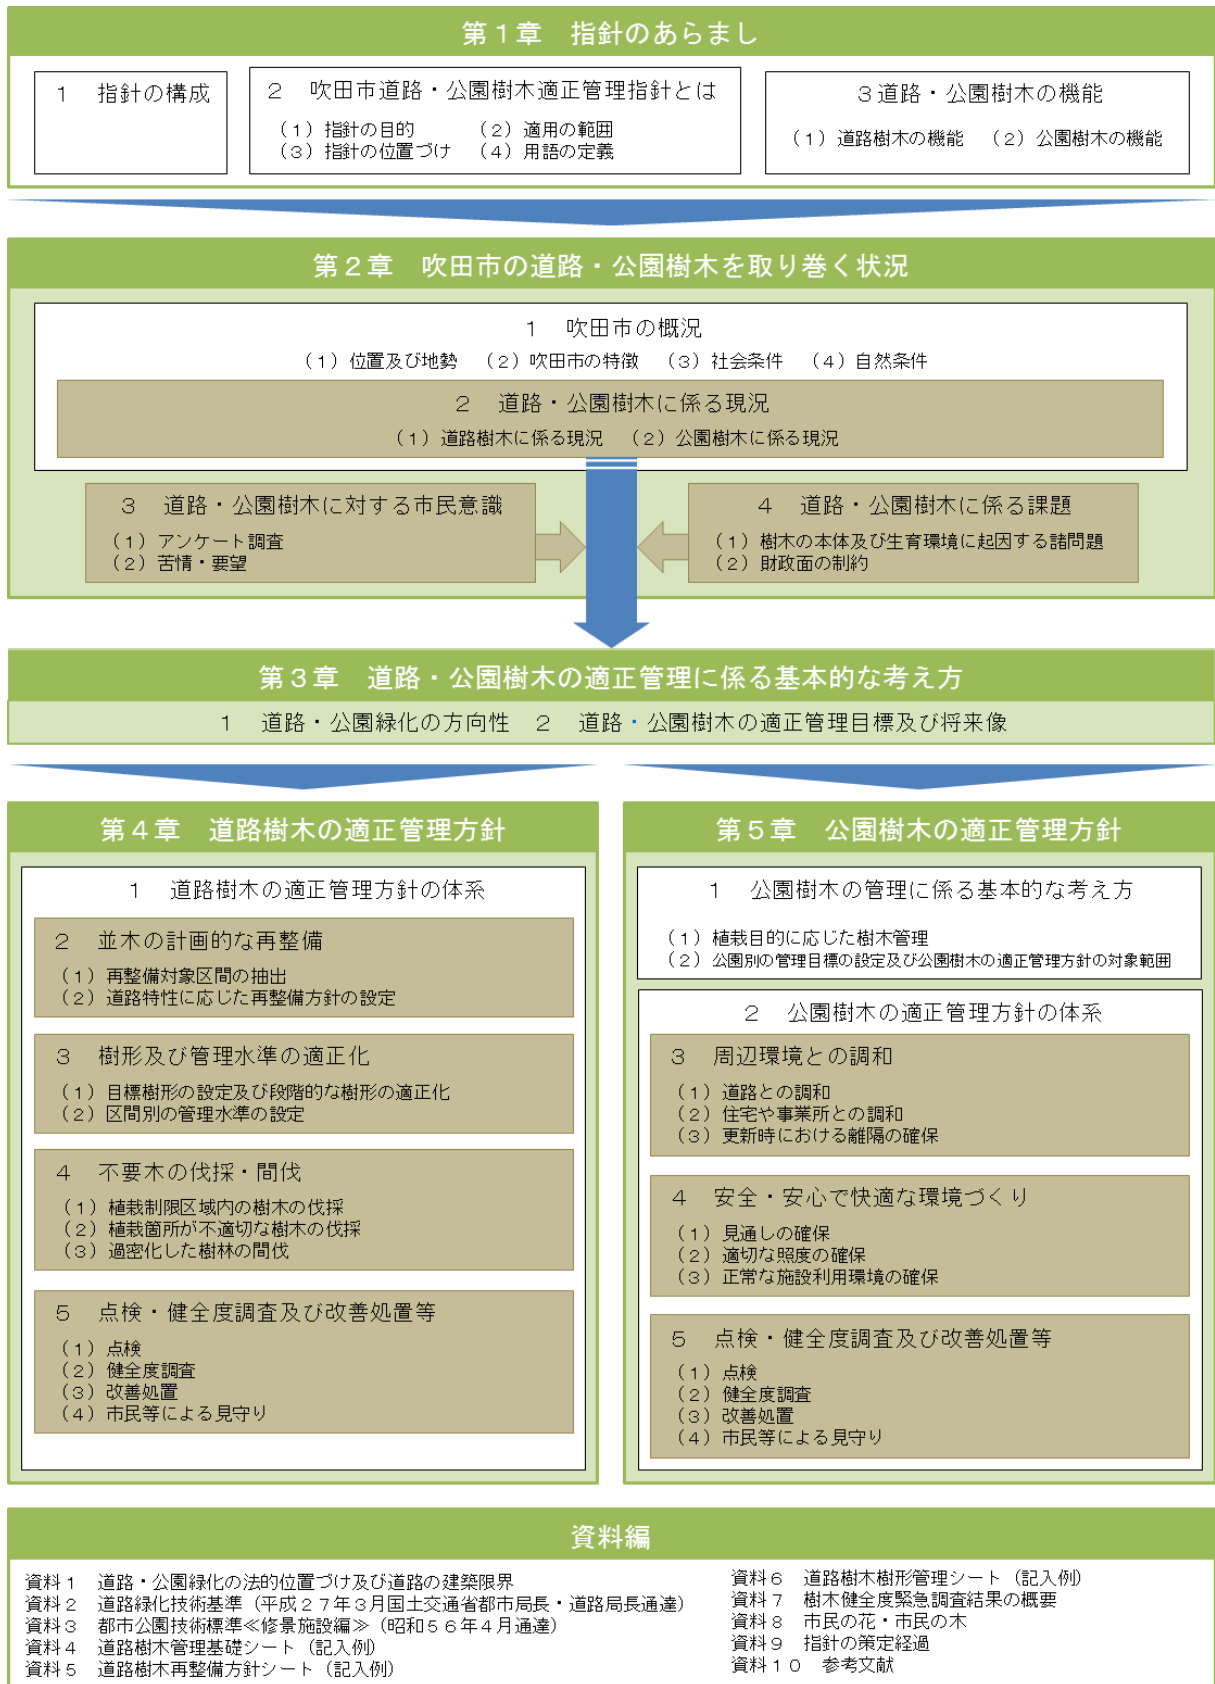 第１章　指針のあらまし
１　指針の構成
２　吹田市道路・公園樹木適正管理指針とは
（１）指針の目的　（２）適用の範囲
（３）指針の位置づけ　（４）用語の定義
３道路・公園樹木の機能
（１）道路樹木の機能　（２）公園樹木の機能
第２章　吹田市の道路・公園樹木を取り巻く状況
１　吹田市の概況
（１）位置及び地勢　（２）吹田市の特徴　（３）社会条件　（４）自然条件
２　道路・公園樹木に係る現況
（１）道路樹木に係る現況　（２）公園樹木に係る現況
３　道路・公園樹木に対する市民意識
（１）アンケート調査
（２）苦情・要望
４　道路・公園樹木に係る課題
（１）樹木の本体及び生育環境に起因する諸問題
（２）財政面の制約
第３章　道路・公園樹木の適正管理に係る基本的な考え方
１　道路・公園緑化の方向性　２　道路・公園樹木の適正管理目標及び将来像
第４章　道路樹木の適正管理方針
１　道路樹木の適正管理方針の体系
２　並木の計画的な再整備
（１）再整備対象区間の抽出
（２）道路特性に応じた再整備方針の設定
３　樹形及び管理水準の適正化
（１）目標樹形の設定及び段階的な樹形の適正化
（２）区間別の管理水準の設定
４　不要木の伐採・間伐
（１）植栽制限区域内の樹木の伐採
（２）植栽箇所が不適切な樹木の伐採
（３）過密化した樹林の間伐
５　点検・健全度調査及び改善処置等
（１）点検
（２）健全度調査
（３）改善処置
（４）市民等による見守り
第５章　公園樹木の適正管理方針
１　公園樹木の管理に係る基本的な考え方
（１）植栽目的に応じた樹木管理
（２）公園別の管理目標の設定及び公園樹木の適正管理方針の対象範囲
２　公園樹木の適正管理方針の体系
３　周辺環境との調和
（１）道路との調和
（２）住宅や事業所との調和
（３）更新時における離隔の確保
４　安全・安心で快適な環境づくり
（１）見通しの確保
（２）適切な照度の確保
（３）正常な施設利用環境の確保
５　点検・健全度調査及び改善処置等
（１）点検
（２）健全度調査
（３）改善処置
（４）市民等による見守り
資料編
資料１　道路・公園緑化の法的位置づけ及び道路の建築限界
資料２　道路緑化技術基準（平成２７年３月国土交通省都市局長・道路局長通達）
資料３　都市公園技術標準≪修景施設編≫（昭和５６年４月通達）
資料４　道路樹木管理基礎シート（記入例）
資料５　道路樹木再整備方針シート（記入例）
資料６　道路樹木樹形管理シート（記入例）
資料７　樹木健全度緊急調査結果の概要
資料８　市民の花・市民の木
資料９　指針の策定経過
資料１０　参考文献